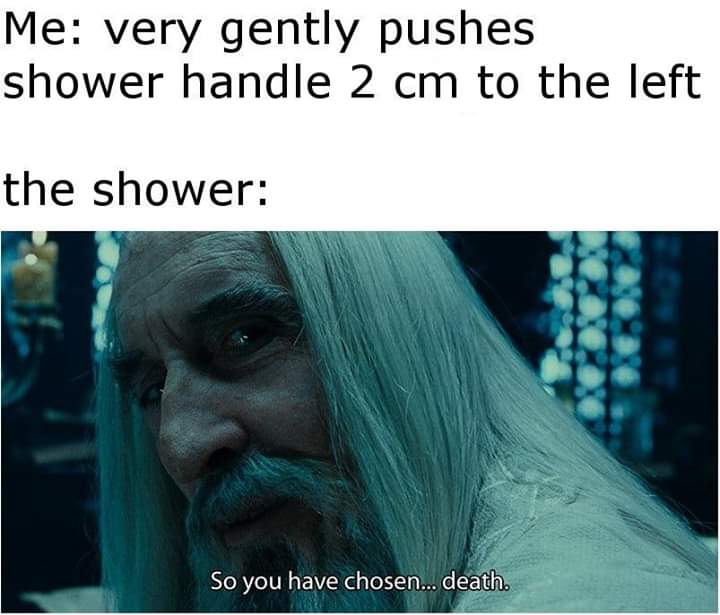 Me: very gently pushes
shower handle 2 cm to the left
the shower:
So you have chosen... death.